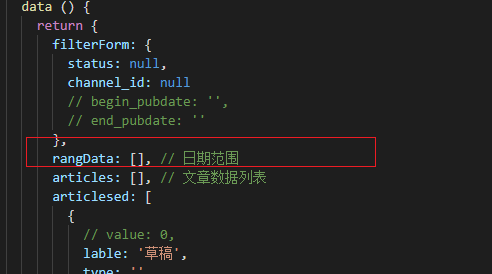 data () {
return {
filterForm: {
status: null,
channel_id: null
// begin_pubdate: '',
// end_pubdate: ''
},
rangData: [], // 日期范围
articles: [], // 文章数据列表
articlesed: [
{
// value: 0,
lable: '草稿',
type: ''